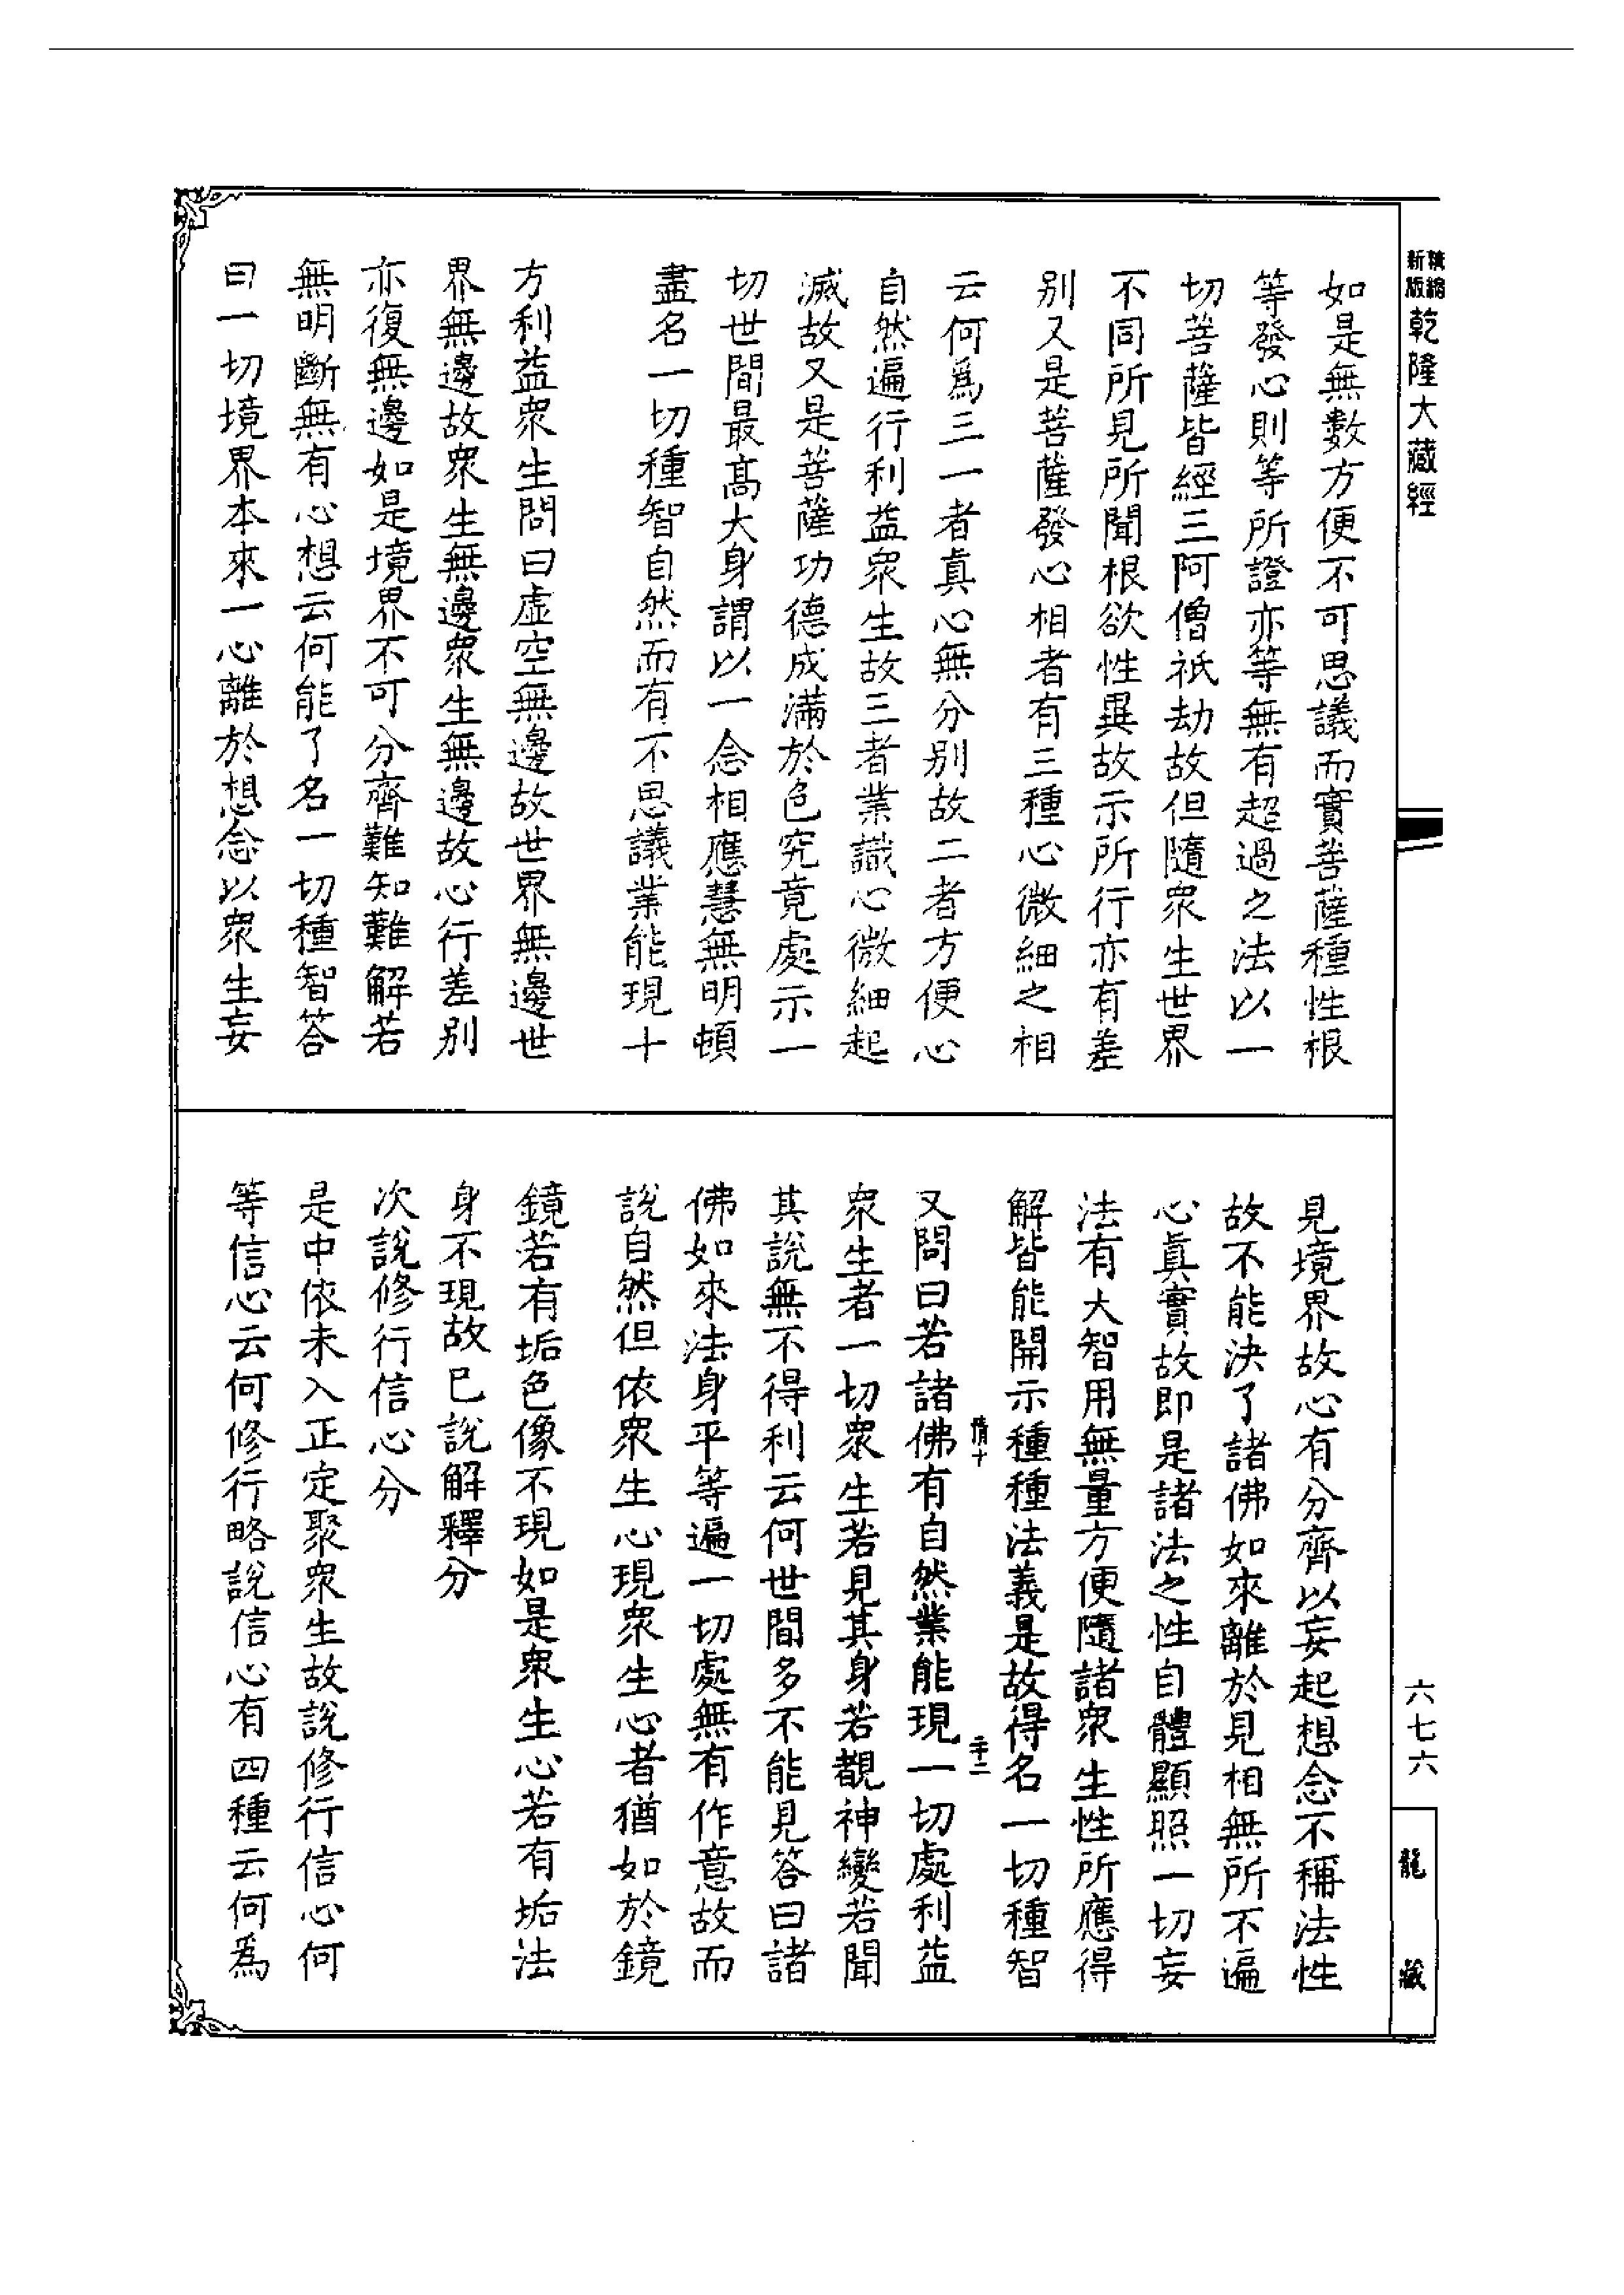 精縮新版乾隆大藏經
如是無數方便不可思議而實菩薩種性根
等發心則等所證亦等無有超過之法以一
切菩薩皆經三阿僧祇劫故但隨眾生世界
不同所見所聞根欲性異故示所行亦有差
別又是菩薩發心相者有三種心微細之相
云何為三一者真心無分別故二者方便心
自然遍行利益眾生故三者業識心微細起
滅故又是菩薩功德成滿於色究竟處示一
切世間最高大身謂以一念相應慧無明頓
盡名一切種智自然而有不思議業能現十
方利益眾生問曰虛空無邊故世界無邊世
界無邊故眾生無邊眾生無邊故心行差別
亦復無邊如是境界不可分齊難知難解若
無明斷無有心想云何能了名一切種智答
曰一切境界本來一心離於想念以眾生妄
見境界故心有分齊以妄起想念不稱法性
故不能決了諸佛如來離於見相無所不遍
心真實故即是諸法之性自體顯照一切妄
法有大智用無量方便隨諸眾生性所應得
解皆能開示種種法義是故得名一切種智
情十 二
又問曰若諸佛有自然業能現一切處利益
眾生者一切眾生若見其身若覩神變若聞
其說無不得利云何世間多不能見答曰諸
佛如來法身平等遍一切處無有作意故而
說自然但依眾生心現眾生心者猶如於鏡
鏡若有垢色像不現如是眾生心若有垢法
身不現故已說解釋分
次說修行信心分
是中依未入正定聚眾生故說修行信心何
等信心云何修行略說信心有四種云何為
六七六
龍藏